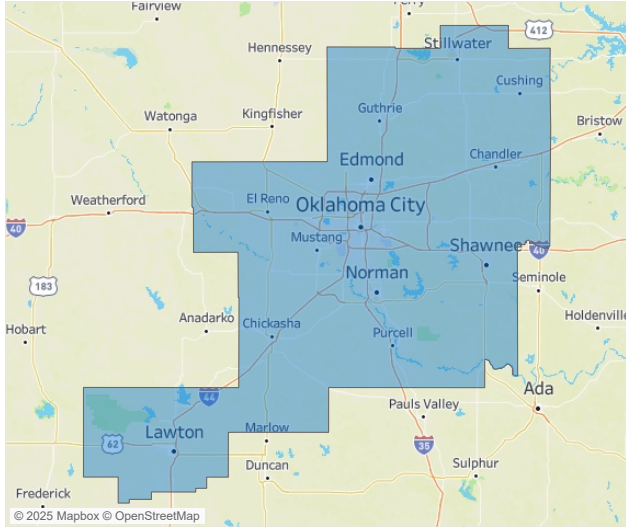 Fairview
Perry
412
Stillwater
Hennessey
Cushing
Guthrie
Watonga
Kingfisher
Bristow
Edmond
Chandler
Weatherford
El Reno
Oklahoma City
40
Mustang
Shawnee
40
183
Norman
Seminole
Hobart
Anadarko
Chickasha
Purcell
Holdenville
44
Ada
Pauls Valley
62
Lawton
Marlow
35
Duncan
Sulphur
Frederick
© 2025 Mapbox © OpenStreetMap